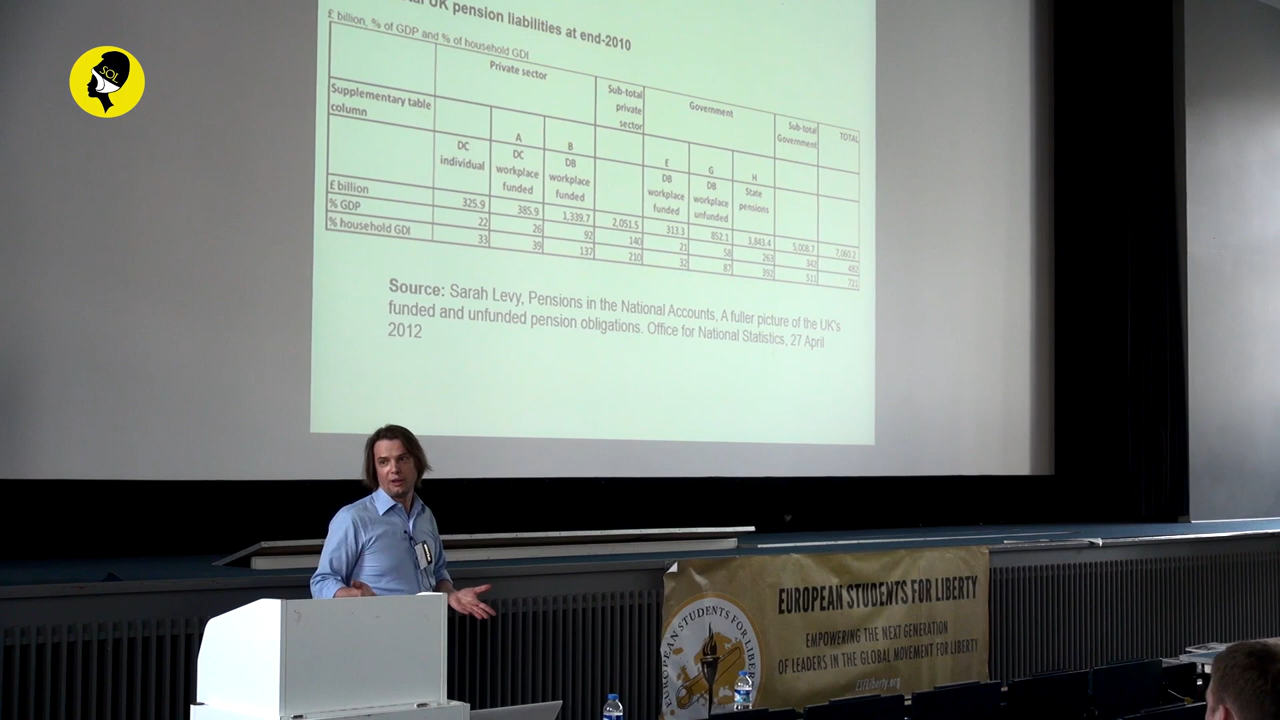 SOL
UK pension liabilities at end-2010
£ billion, % of GDP and % of household GDI
Private sector
Sub-total private sector
Government
Sub-total Government
TOTAL
Supplementary table column
A
B
E
G
H
DC individual
DC workplace funded
DB workplace funded
DB workplace funded
DB workplace unfunded
State pensions
£ billion 325.9 385.9 1,339.7 2,051.5 313.3 852.1 3,843.4 5,008.7 7,060.2
% GDP 22 26 92 140 21 58 263 342 482
% household GDI 33 39 137 210 32 87 392 511 721
Source: Sarah Levy, Pensions in the National Accounts, A fuller picture of the UK's
funded and unfunded pension obligations. Office for National Statistics, 27 April
2012
EUROPEAN STUDENTS FOR LIBERTY
EUROPEAN STUDENTS FOR LIBERTY
EMPOWERING THE NEXT GENERATION
OF LEADERS IN THE GLOBAL MOVEMENT FOR LIBERTY
ESFLiberty.org